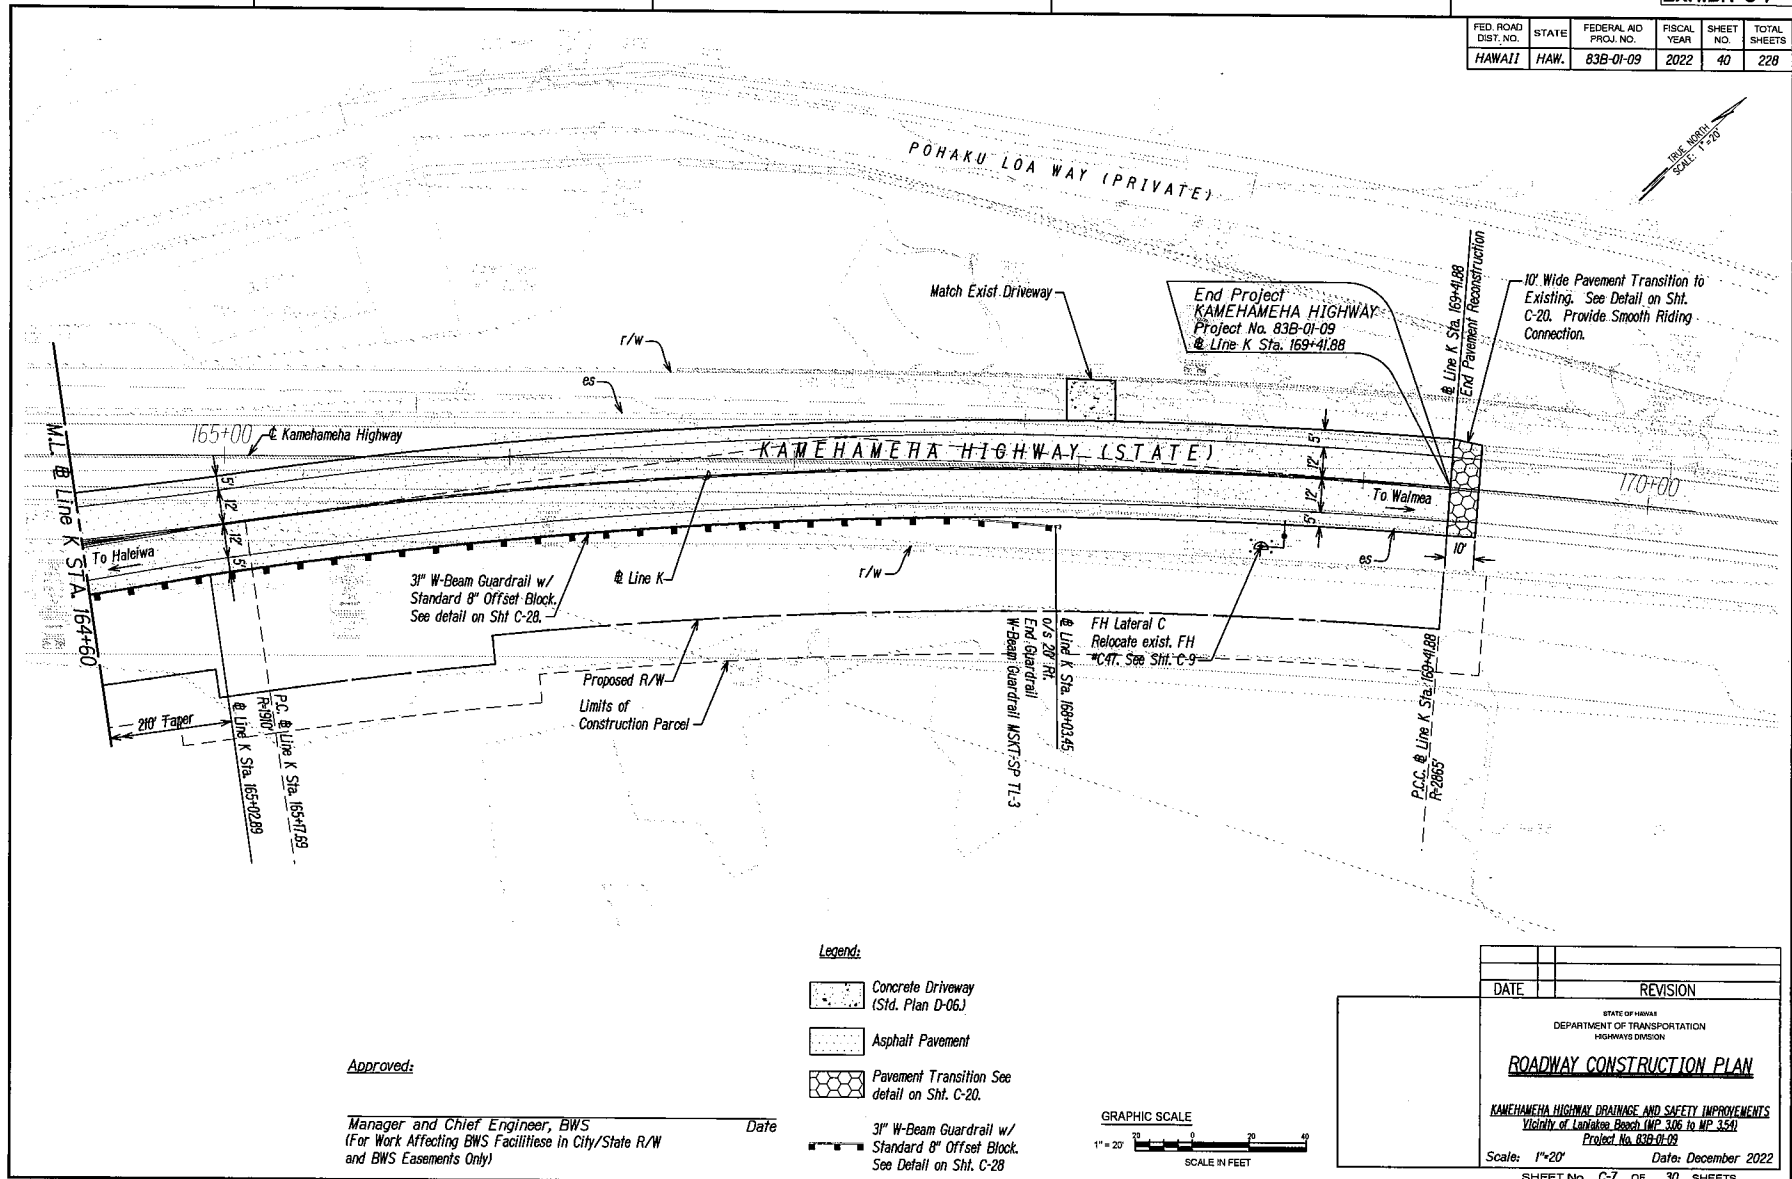 FED. ROAD DIST. NO.
STATE
FEDERAL AID PROJ. NO.
FISCAL YEAR
SHEET NO.
TOTAL SHEETS
HAWAII
HAW.
83B-01-09
2022
40
228
TRUE NORTH
SCALE: 1"=20'
POHAKU LOA WAY (PRIVATE)
Match Exist Driveway
End Project
KAMEHAMEHA HIGHWAY
Project No. 83B-01-09
℄ Line K Sta. 169+41.88
℄ Line K Sta. 169+41.88
End Pavement Reconstruction
10' Wide Pavement Transition to
Existing. See Detail on Sht.
C-20. Provide Smooth Riding
Connection.
r/w
es
165+00
℄ Kamehameha Highway
KAMEHAMEHA HIGHWAY (STATE)
5'
12'
12'
5'
5'
12'
12'
5'
To Waimea
170+00
10'
es
M.L. ℄ Line K STA. 164+60
To Haleiwa
31" W-Beam Guardrail w/
Standard 8" Offset Block.
See detail on Sht C-28.
℄ Line K
r/w
Proposed R/W
Limits of
Construction Parcel
210' Taper
℄ Line K Sta. 165+02.89
P.C. ℄ Line K Sta. 165+17.69
R=1910'
℄ Line K Sta. 168+03.45
o/s 20' Rt.
End Guardrail
W-Beam Guardrail MSKT-SP TL-3
FH Lateral C
Relocate exist. FH
#C47. See Sht. C-9
P.C.C. ℄ Line K Sta. 169+41.88
R=2865'
Legend:
Concrete Driveway
(Std. Plan D-06.)
Asphalt Pavement
Pavement Transition See
detail on Sht. C-20.
31" W-Beam Guardrail w/
Standard 8" Offset Block.
See Detail on Sht. C-28
Approved:
Manager and Chief Engineer, BWS Date
(For Work Affecting BWS Facilitiese in City/State R/W
and BWS Easements Only)
GRAPHIC SCALE
1" = 20'
20 0 20 40
SCALE IN FEET
DATE REVISION
STATE OF HAWAII
DEPARTMENT OF TRANSPORTATION
HIGHWAYS DIVISION
ROADWAY CONSTRUCTION PLAN
KAMEHAMEHA HIGHWAY DRAINAGE AND SAFETY IMPROVEMENTS
Vicinity of Laniakea Beach (MP 3.06 to MP 3.54)
Project No. 83B-01-09
Scale: 1"=20' Date: December 2022
SHEET No. C-7 OF 30 SHEETS